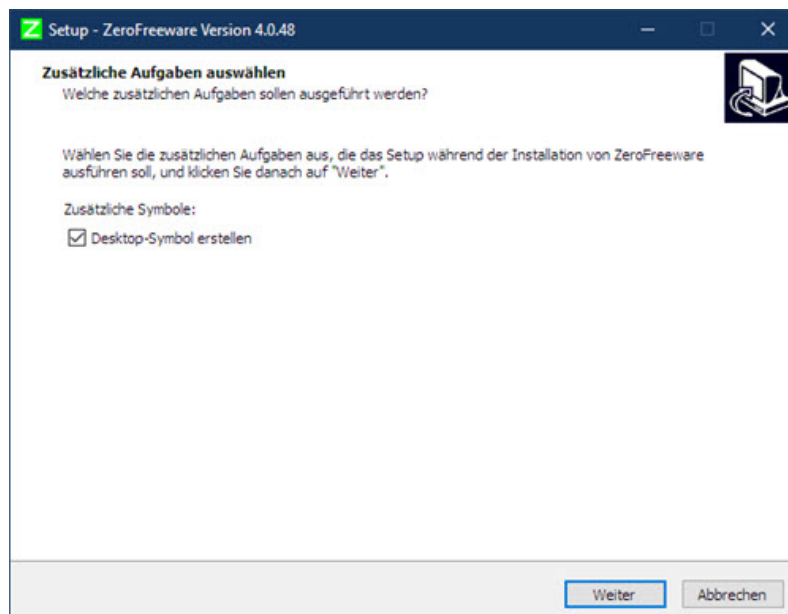 Z Setup - ZeroFreeware Version 4.0.48
Zusätzliche Aufgaben auswählen
Welche zusätzlichen Aufgaben sollen ausgeführt werden?
Wählen Sie die zusätzlichen Aufgaben aus, die das Setup während der Installation von ZeroFreeware
ausführen soll, und klicken Sie danach auf "Weiter".
Zusätzliche Symbole:
Desktop-Symbol erstellen
Weiter
Abbrechen